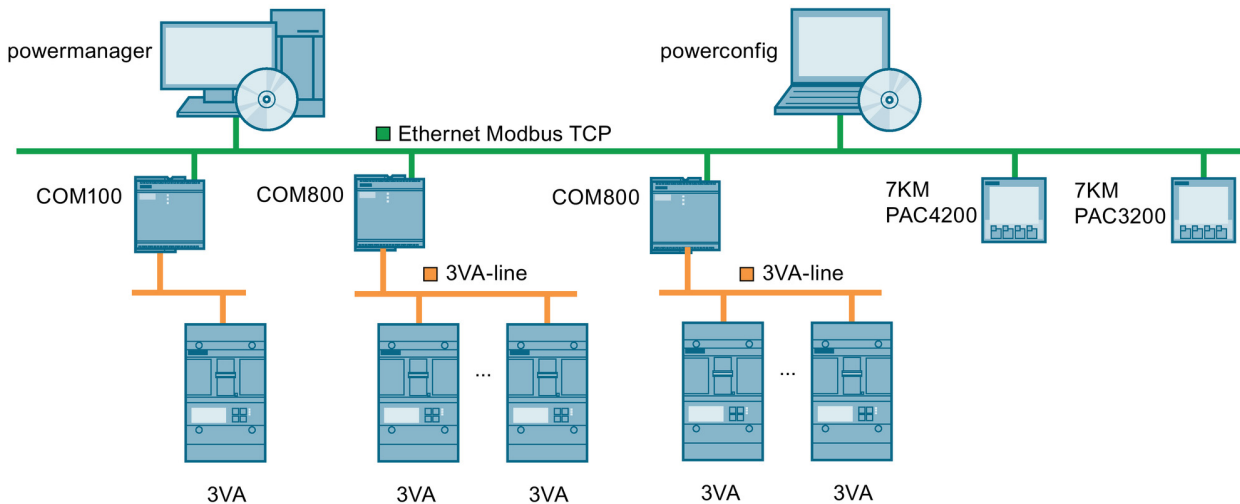 powermanager
powerconfig
Ethernet Modbus TCP
COM100
COM800
COM800
7KM
PAC4200
7KM
PAC3200
3VA-line
3VA-line
...
...
3VA
3VA
3VA
3VA
3VA